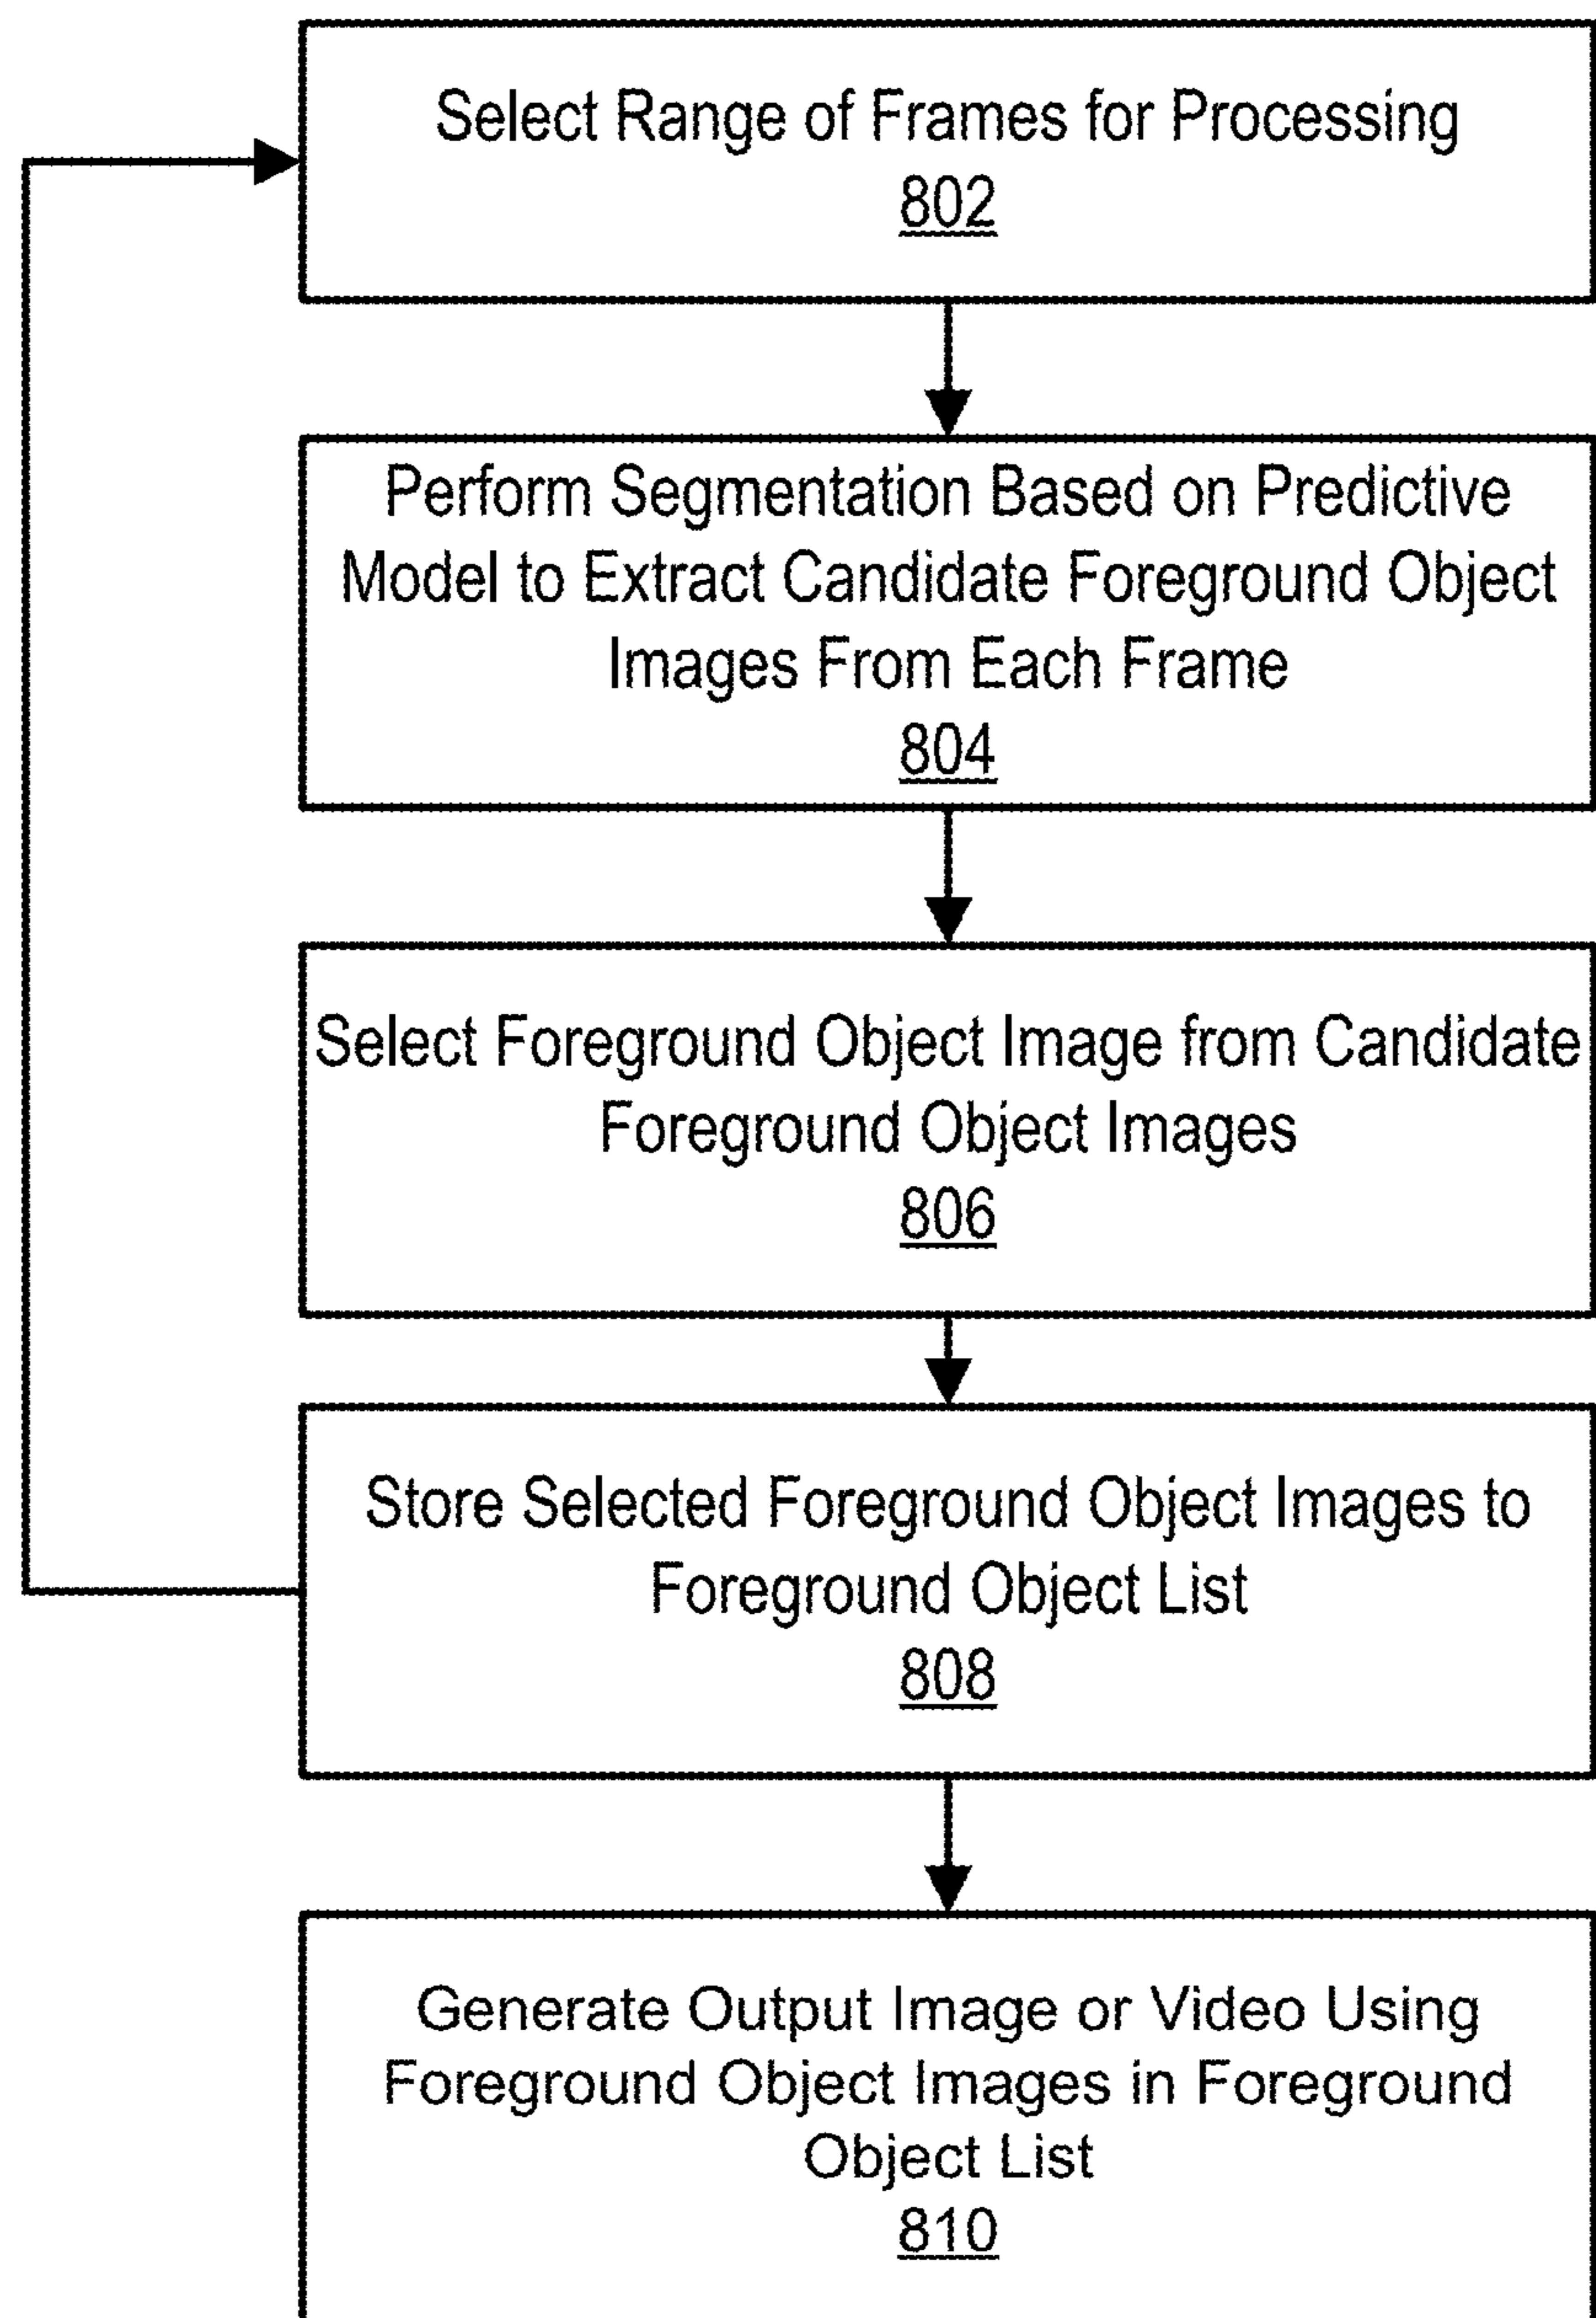 Select Range of Frames for Processing
802
Perform Segmentation Based on Predictive
Model to Extract Candidate Foreground Object
Images From Each Frame
804
Select Foreground Object Image from Candidate
Foreground Object Images
806
Store Selected Foreground Object Images to
Foreground Object List
808
Generate Output Image or Video Using
Foreground Object Images in Foreground
Object List
810